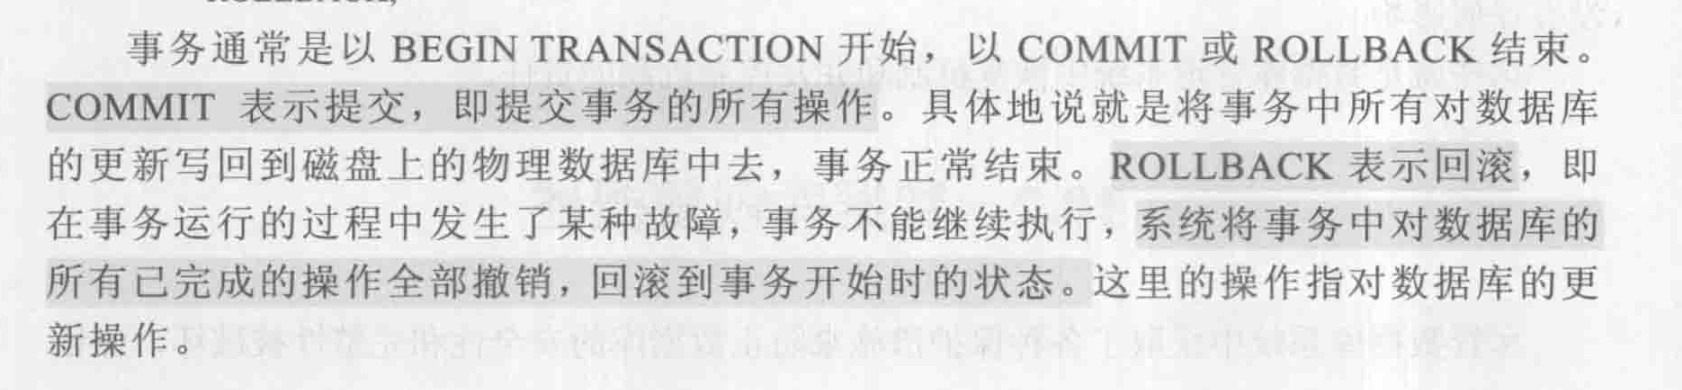 事务通常是以 BEGIN TRANSACTION 开始，以 COMMIT 或 ROLLBACK 结束。
COMMIT 表示提交，即提交事务的所有操作。具体地说就是将事务中所有对数据库
的更新写回到磁盘上的物理数据库中去，事务正常结束。ROLLBACK 表示回滚，即
在事务运行的过程中发生了某种故障，事务不能继续执行，系统将事务中对数据库的
所有已完成的操作全部撤销，回滚到事务开始时的状态。这里的操作指对数据库的更
新操作。